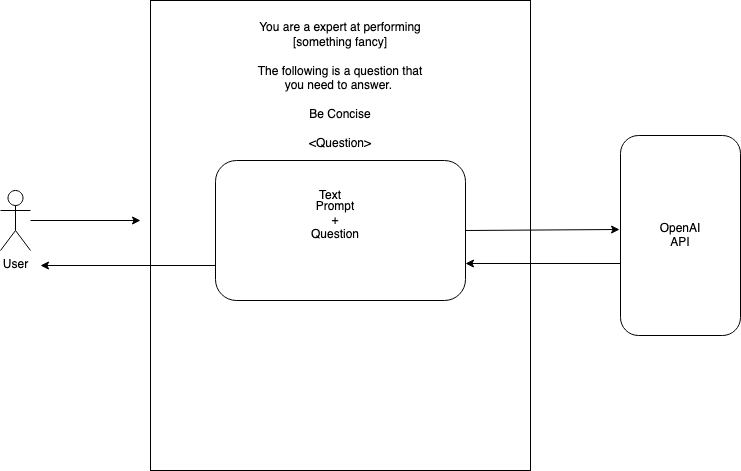 You are a expert at performing
[something fancy]
The following is a question that
you need to answer.
Be Concise
<Question>
Text
Prompt
+
Question
OpenAI
API
User